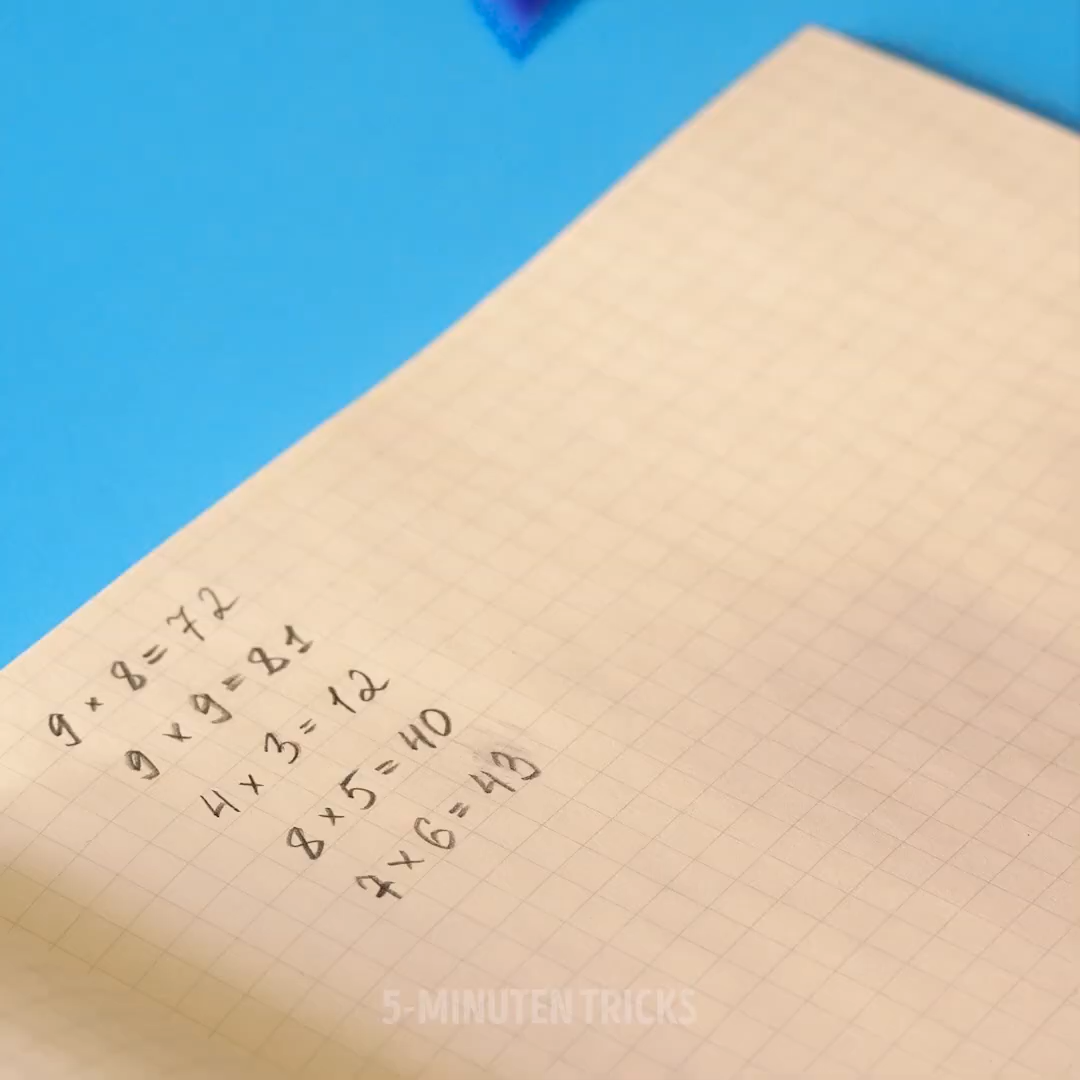 9 × 8 = 72
9 × 9 = 81
4 × 3 = 12
8 × 5 = 40
7 × 6 = 43
5-MINUTEN TRICKS